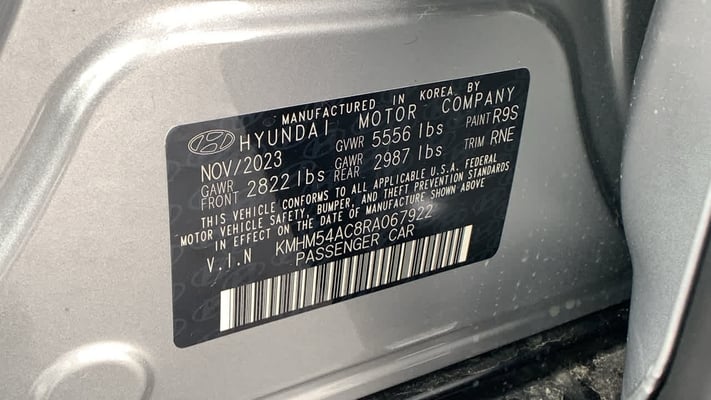 MANUFACTURED IN KOREA BY
HYUNDAI MOTOR COMPANY
NOV/2023 GVWR 5556 lbs PAINT R9S
GAWR FRONT 2822 lbs GAWR REAR 2987 lbs TRIM RNE
THIS VEHICLE CONFORMS TO ALL APPLICABLE U.S.A. FEDERAL
MOTOR VEHICLE SAFETY, BUMPER, AND THEFT PREVENTION STANDARDS
IN EFFECT ON THE DATE OF MANUFACTURE SHOWN ABOVE
V.I.N KMHM54AC8RA067922
PASSENGER CAR